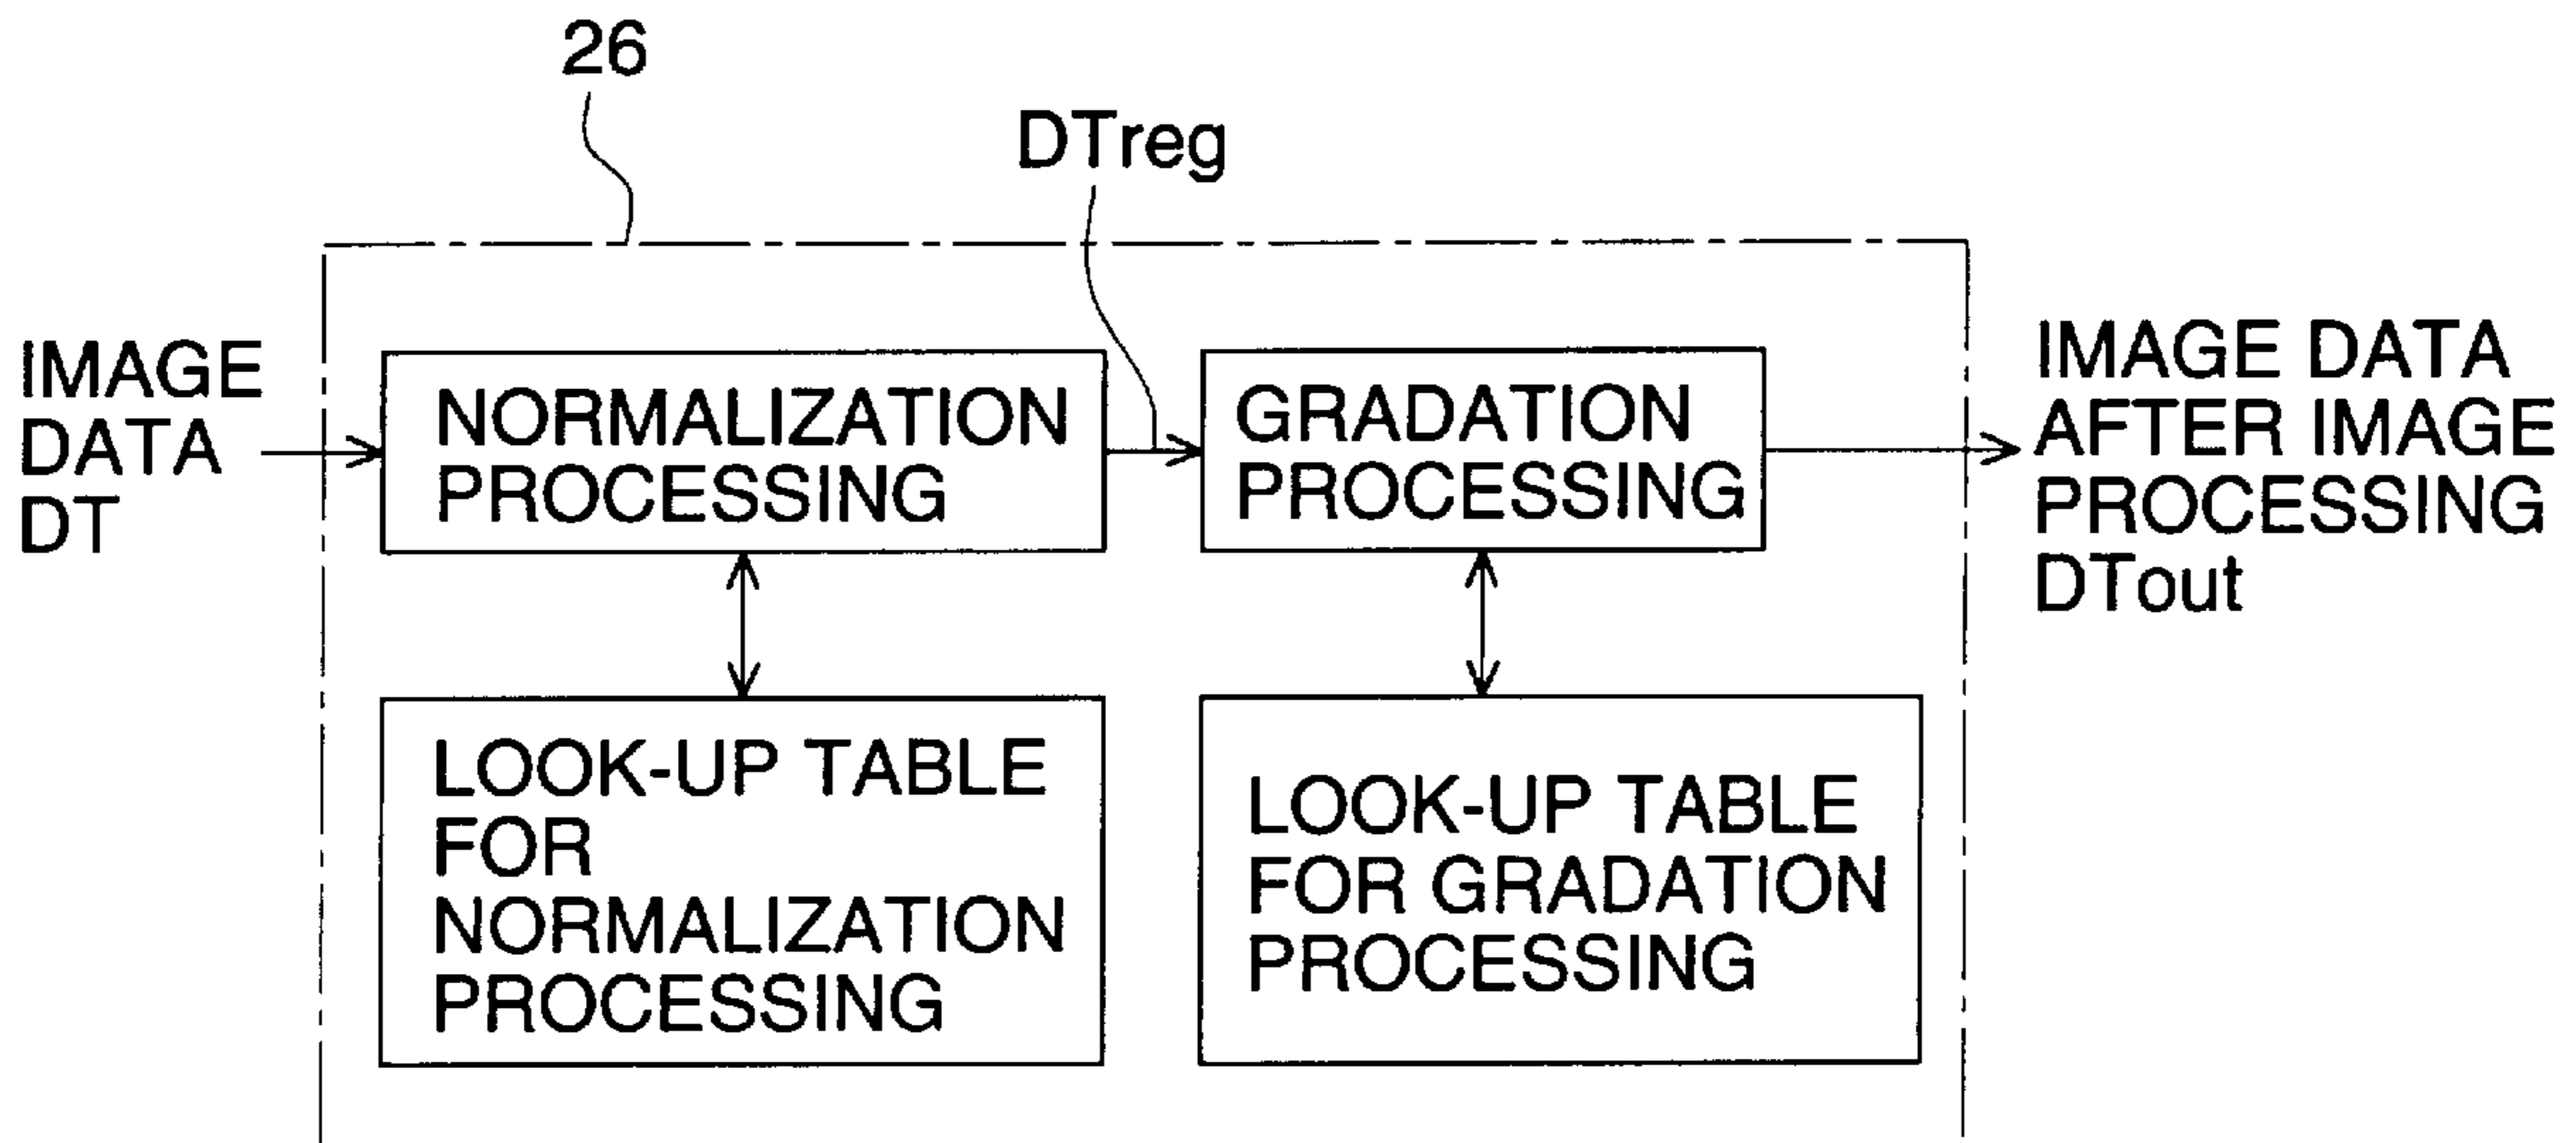 26
DTreg
IMAGE
DATA
DT
NORMALIZATION
PROCESSING
GRADATION
PROCESSING
IMAGE DATA
AFTER IMAGE
PROCESSING
DTout
LOOK-UP TABLE
FOR
NORMALIZATION
PROCESSING
LOOK-UP TABLE
FOR GRADATION
PROCESSING